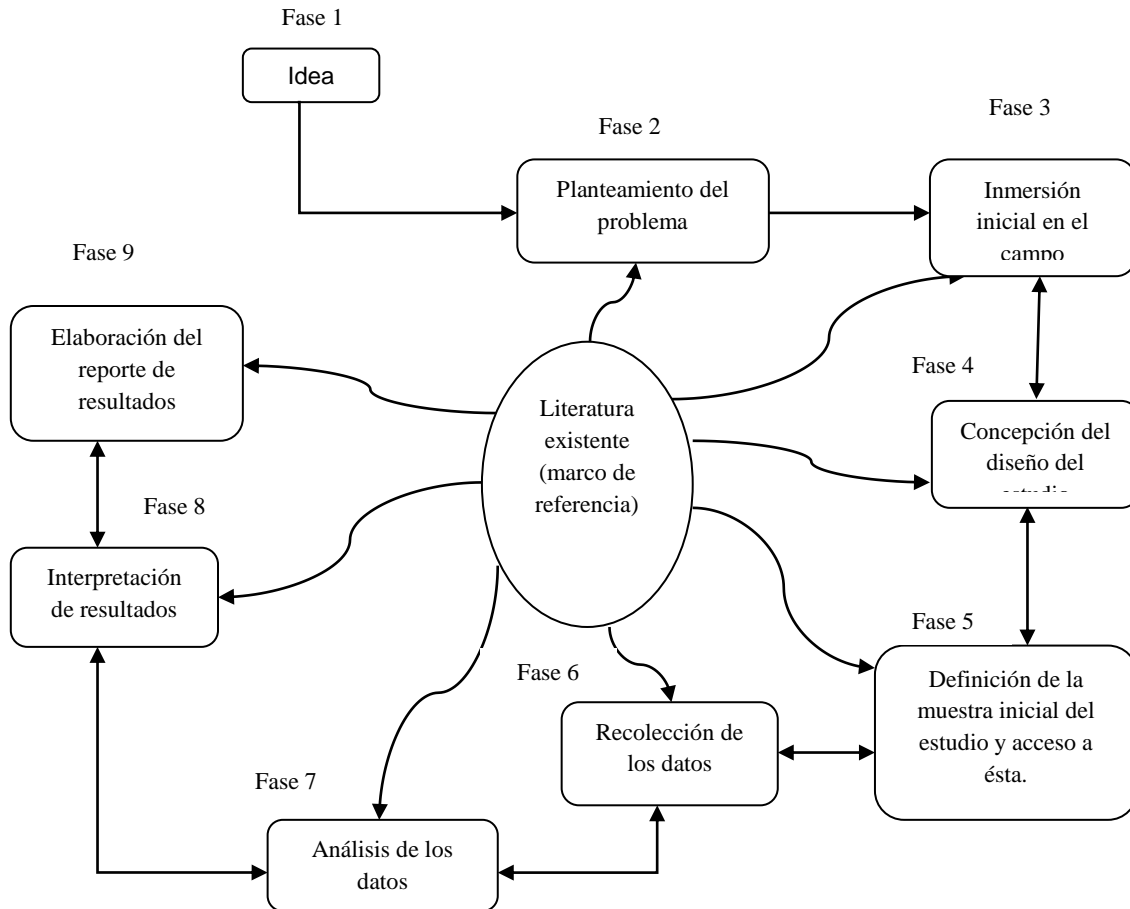 Fase 1
Idea
Fase 2
Planteamiento del
problema
Fase 3
Inmersión
inicial en el
campo
Fase 4
Concepción del
diseño del
estudio
Fase 5
Definición de la
muestra inicial del
estudio y acceso a
ésta.
Fase 6
Recolección de
los datos
Fase 7
Análisis de los
datos
Fase 8
Interpretación
de resultados
Fase 9
Elaboración del
reporte de
resultados
Literatura
existente
(marco de
referencia)